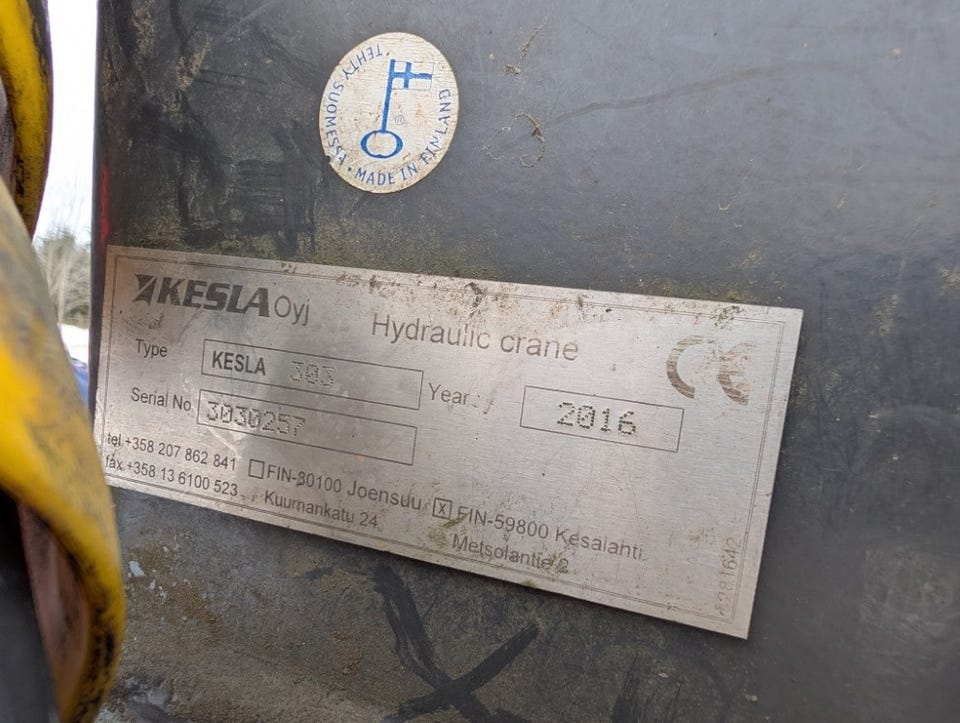 TEHTY SUOMESSA • MADE IN FINLAND
®
KESLA Oyj
Hydraulic crane
CE
Type KESLA 303
Year: 2016
Serial No. 3030257
tel +358 207 862 841
fax +358 13 6100 523
FIN-80100 Joensuu
Kuurnankatu 24
X FIN-59800 Kesälahti
Metsolantie 2